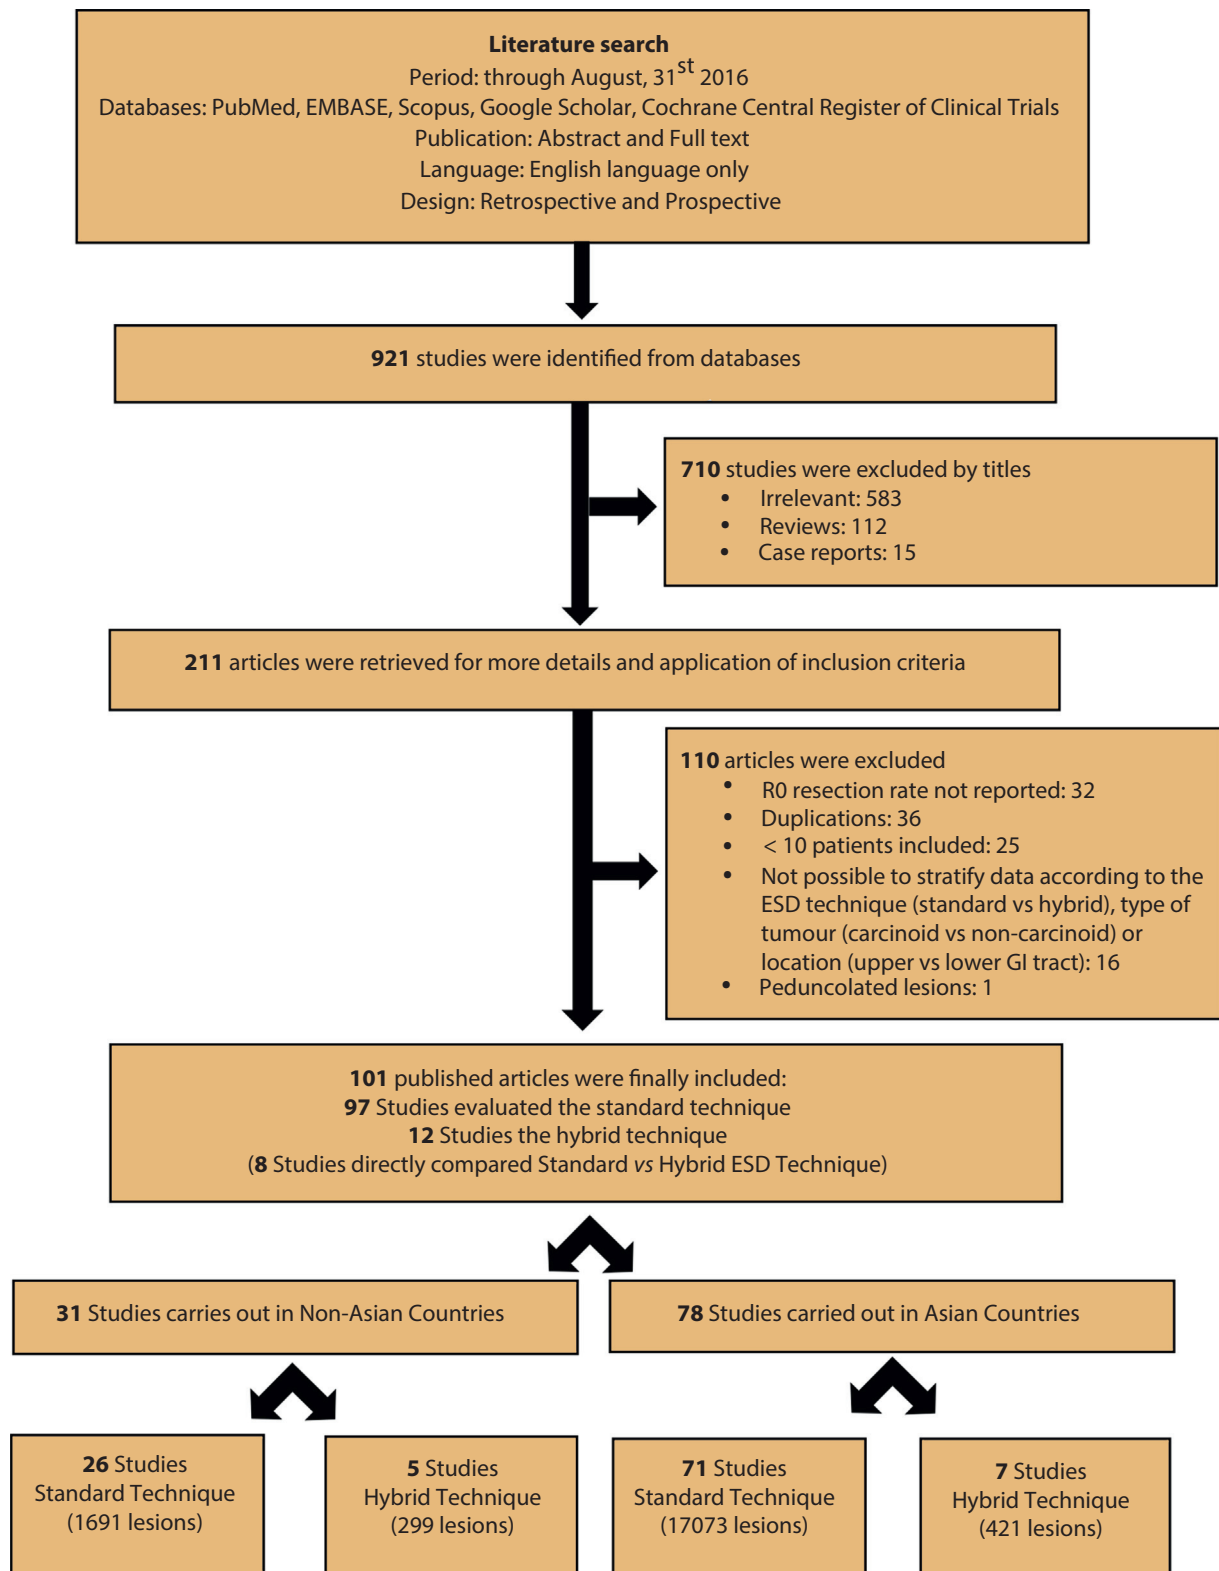 Literature search
Period: through August, 31st 2016
Databases: PubMed, EMBASE, Scopus, Google Scholar, Cochrane Central Register of Clinical Trials
Publication: Abstract and Full text
Language: English language only
Design: Retrospective and Prospective
921 studies were identified from databases
710 studies were excluded by titles
• Irrelevant: 583
• Reviews: 112
• Case reports: 15
211 articles were retrieved for more details and application of inclusion criteria
110 articles were excluded
• R0 resection rate not reported: 32
• Duplications: 36
• < 10 patients included: 25
• Not possible to stratify data according to the
ESD technique (standard vs hybrid), type of
tumour (carcinoid vs non-carcinoid) or
location (upper vs lower GI tract): 16
• Peduncolated lesions: 1
101 published articles were finally included:
97 Studies evaluated the standard technique
12 Studies the hybrid technique
(8 Studies directly compared Standard vs Hybrid ESD Technique)
31 Studies carries out in Non-Asian Countries
78 Studies carried out in Asian Countries
26 Studies
Standard Technique
(1691 lesions)
5 Studies
Hybrid Technique
(299 lesions)
71 Studies
Standard Technique
(17073 lesions)
7 Studies
Hybrid Technique
(421 lesions)